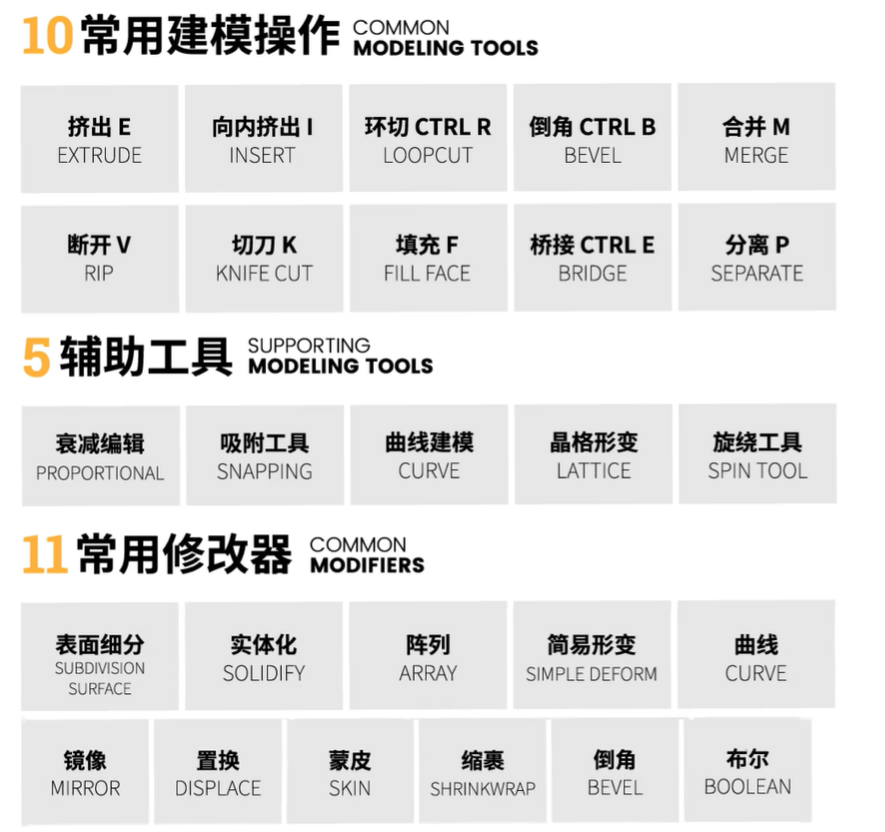 10 常用建模操作 COMMON MODELING TOOLS
挤出 E
EXTRUDE
向内挤出 I
INSERT
环切 CTRL R
LOOPCUT
倒角 CTRL B
BEVEL
合并 M
MERGE
断开 V
RIP
切刀 K
KNIFE CUT
填充 F
FILL FACE
桥接 CTRL E
BRIDGE
分离 P
SEPARATE
5 辅助工具 SUPPORTING MODELING TOOLS
衰减编辑
PROPORTIONAL
吸附工具
SNAPPING
曲线建模
CURVE
晶格形变
LATTICE
旋绕工具
SPIN TOOL
11 常用修改器 COMMON MODIFIERS
表面细分
SUBDIVISION
SURFACE
实体化
SOLIDIFY
阵列
ARRAY
简易形变
SIMPLE DEFORM
曲线
CURVE
镜像
MIRROR
置换
DISPLACE
蒙皮
SKIN
缩裹
SHRINKWRAP
倒角
BEVEL
布尔
BOOLEAN